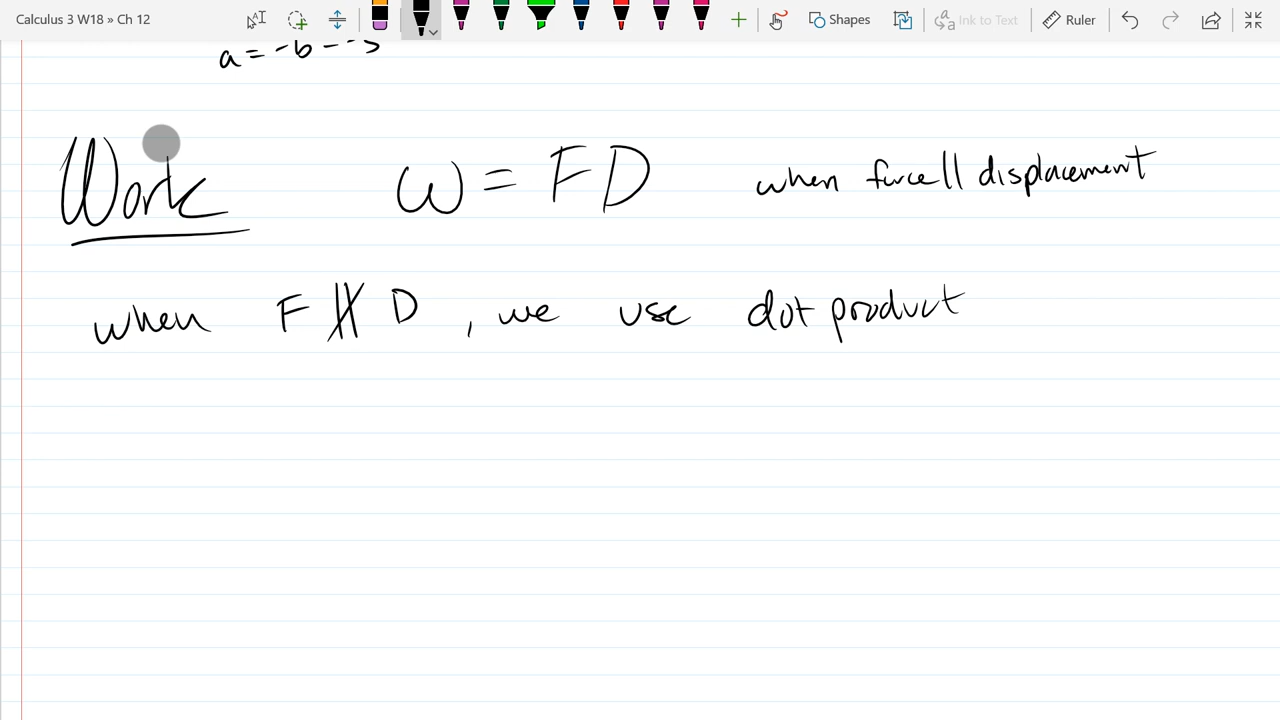 Calculus 3 W18 » Ch 12
Shapes
Ink to Text
Ruler
Work W = FD when force || displacement
when F ∦ D , we use dot product